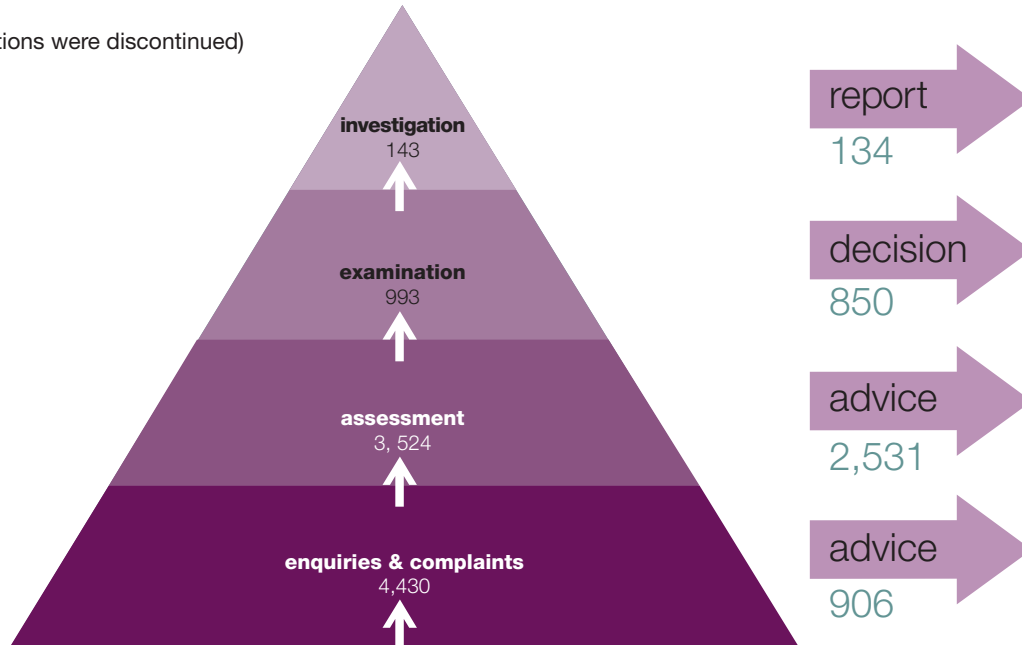 tions were discontinued)
investigation
143
report
134
examination
993
decision
850
assessment
3, 524
advice
2,531
enquiries & complaints
4,430
advice
906